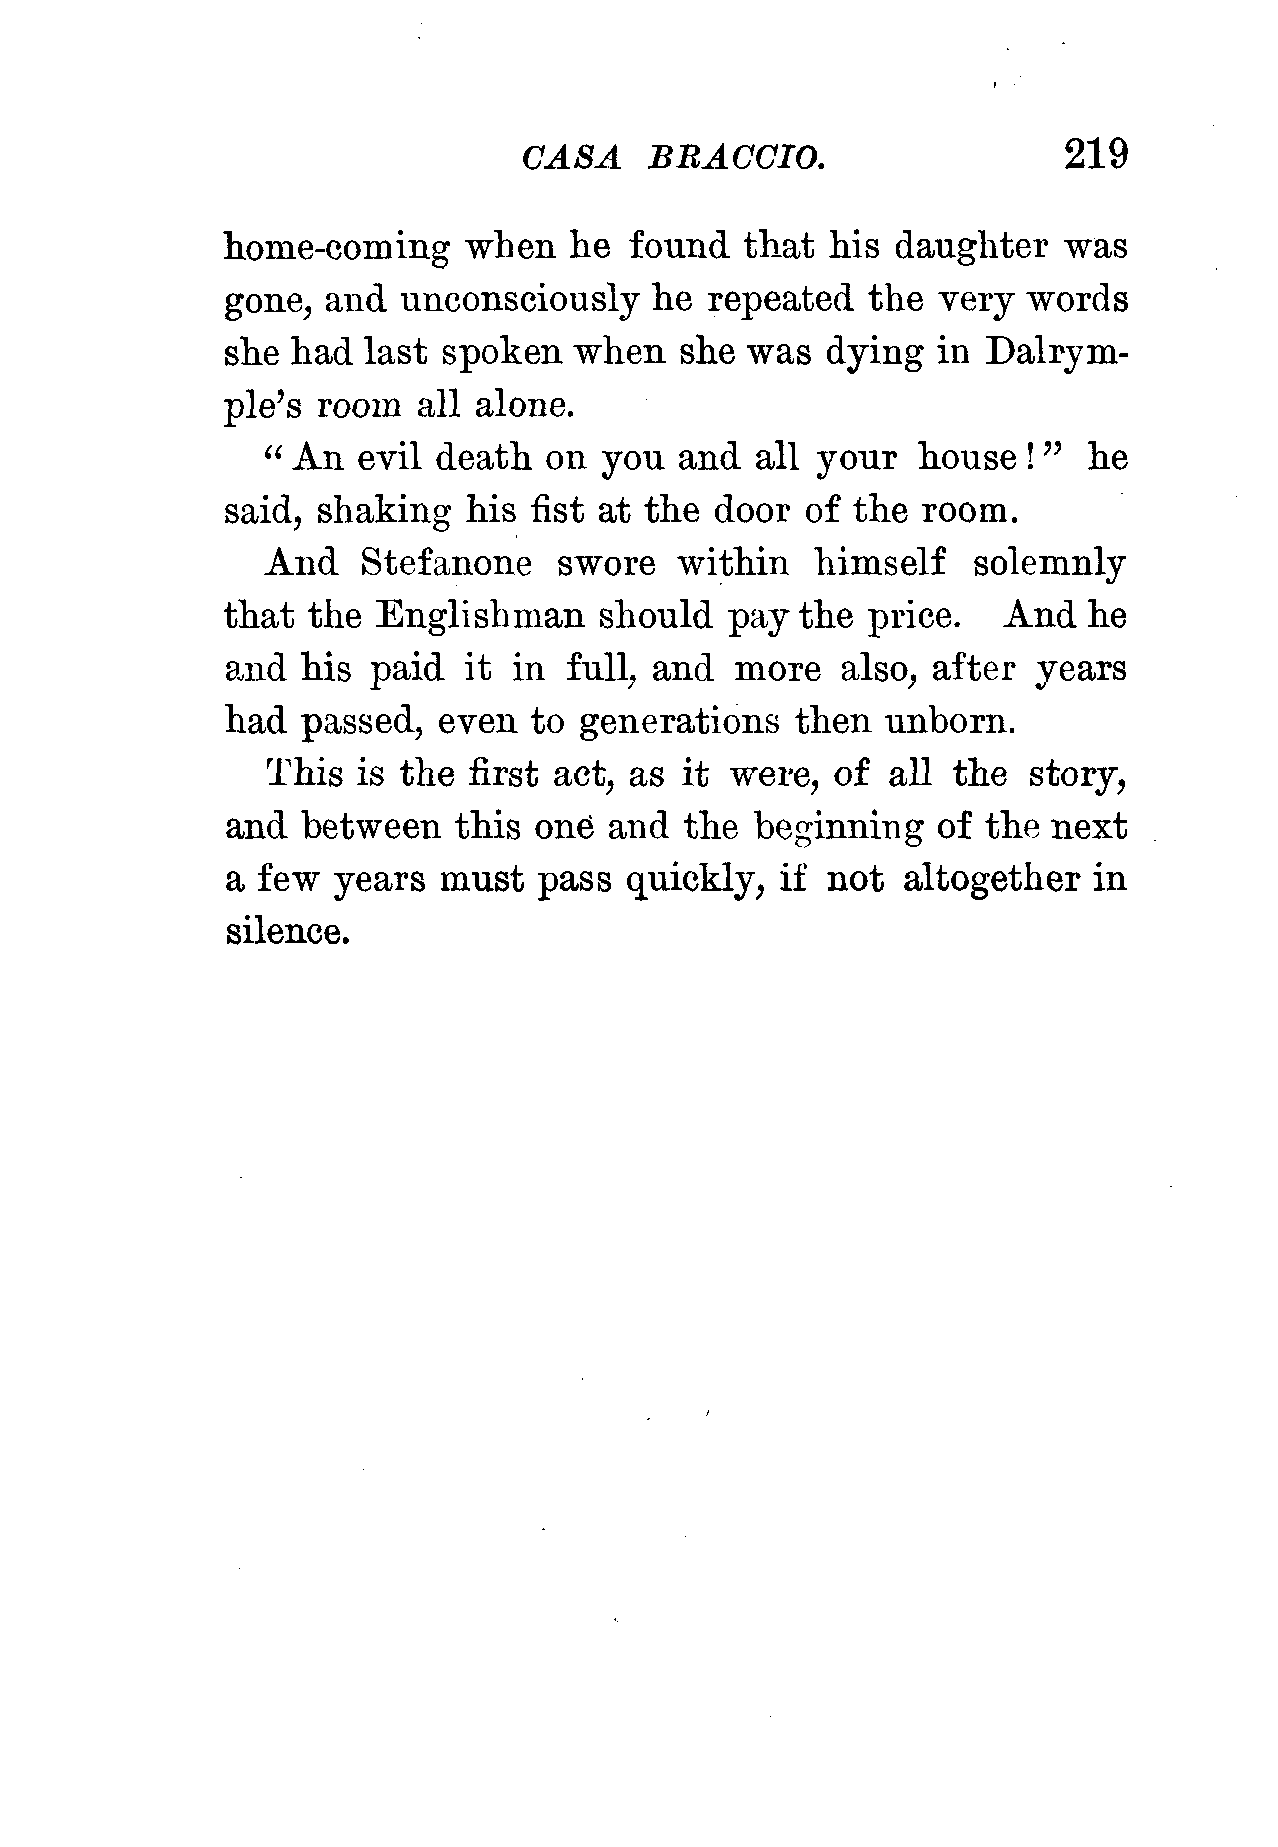 CASA BRACCIO. 219
home-coming when he found that his daughter was
gone, and unconsciously he repeated the very words
she had last spoken when she was dying in Dalrym-
ple's room all alone.
“An evil death on you and all your house!” he
said, shaking his fist at the door of the room.
And Stefanone swore within himself solemnly
that the Englishman should pay the price. And he
and his paid it in full, and more also, after years
had passed, even to generations then unborn.
This is the first act, as it were, of all the story,
and between this one and the beginning of the next
a few years must pass quickly, if not altogether in
silence.